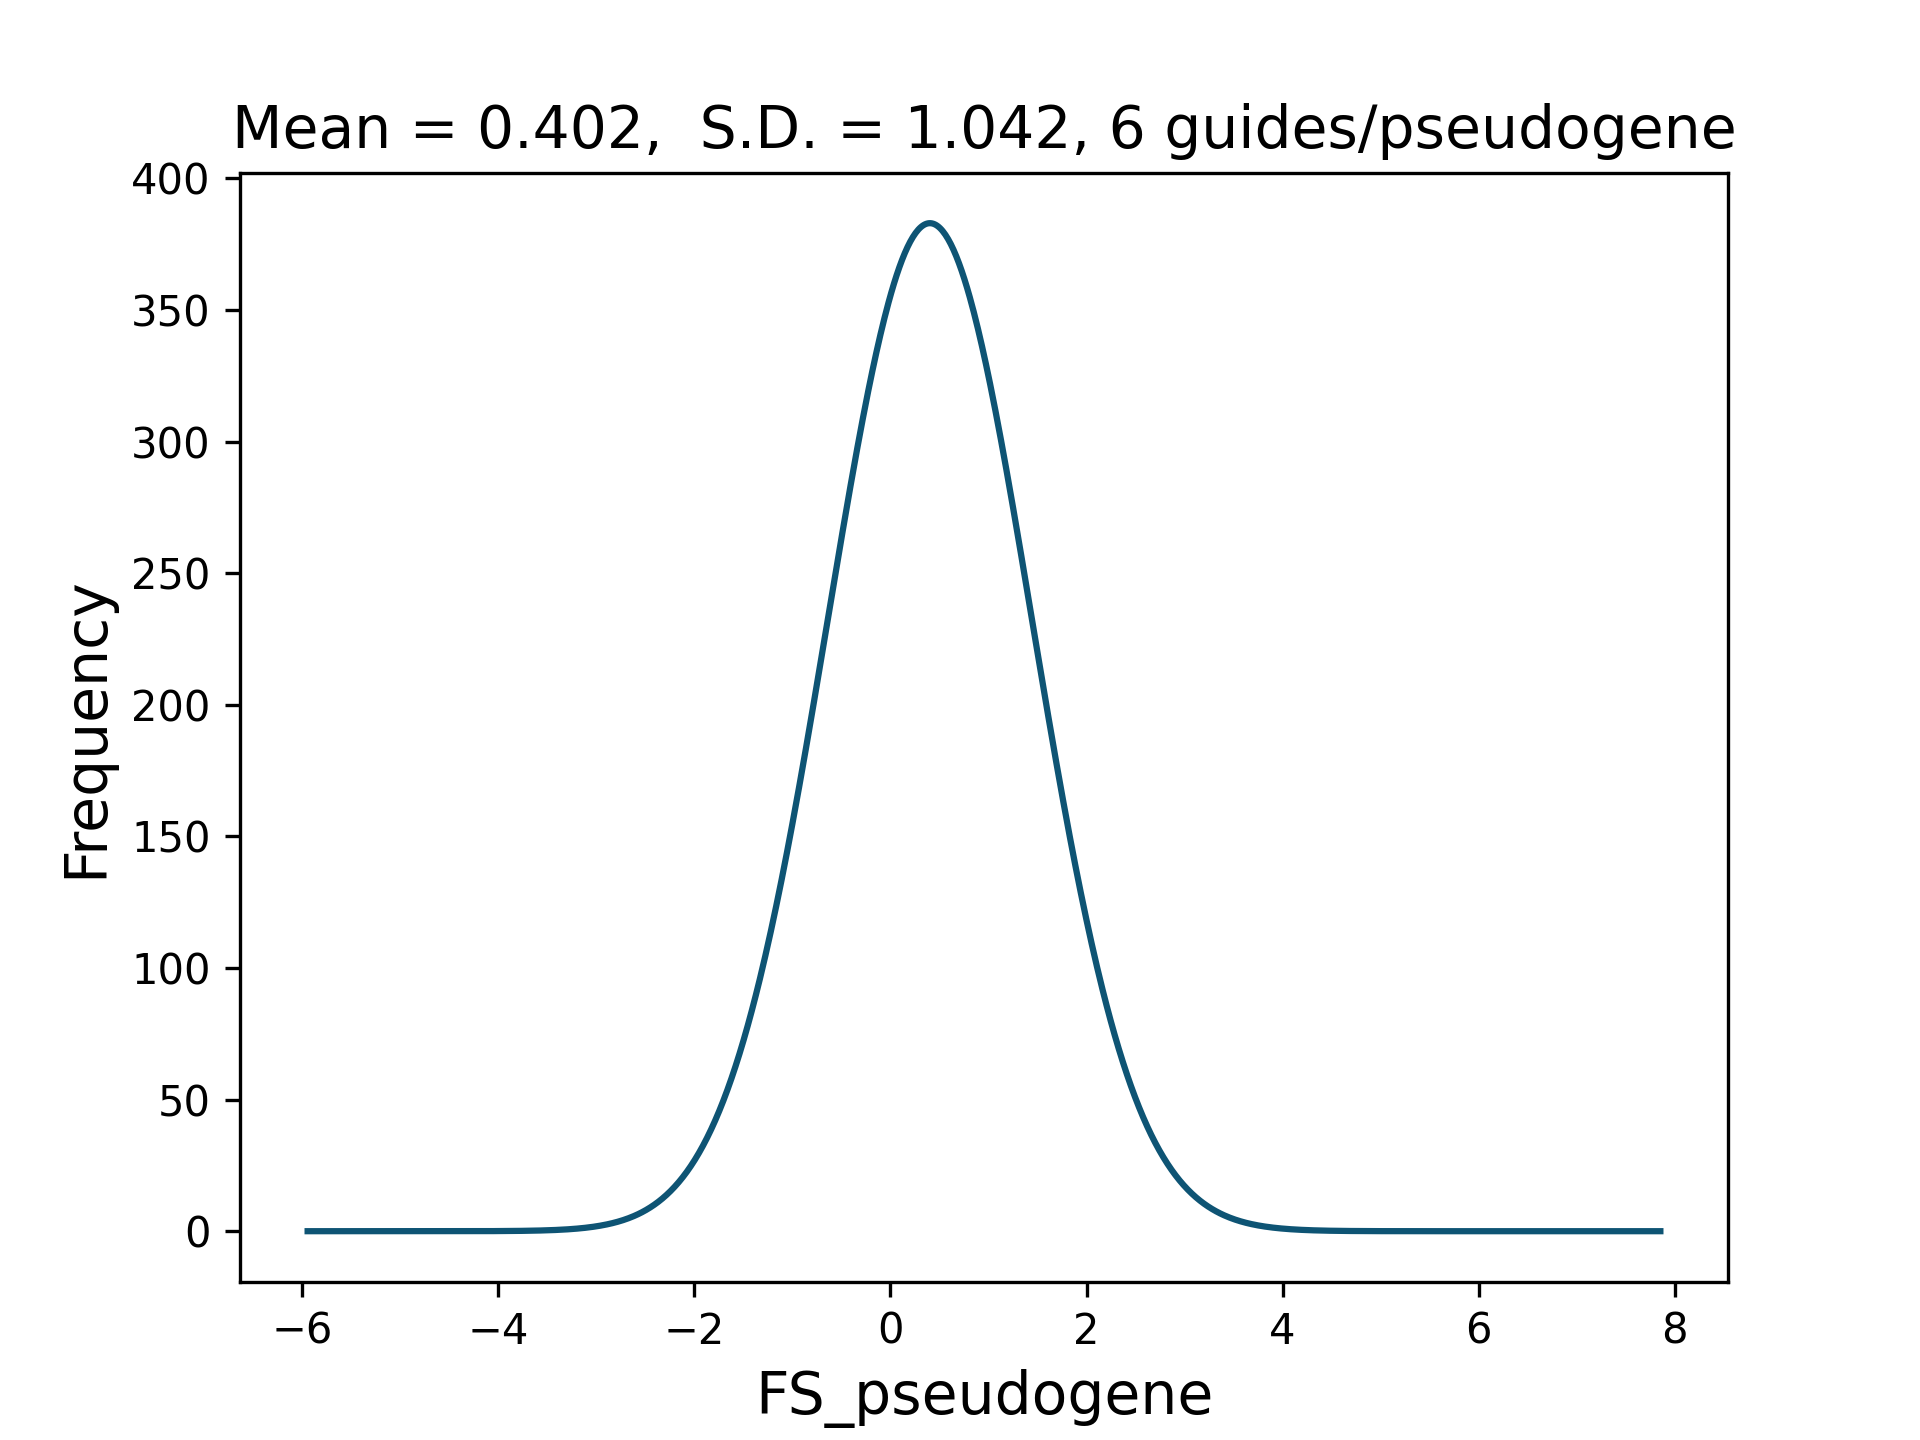 Mean = 0.402,  S.D. = 1.042, 6 guides/pseudogene
400
350
300
250
200
150
100
50
0
Frequency
−6 −4 −2 0 2 4 6 8
FS_pseudogene